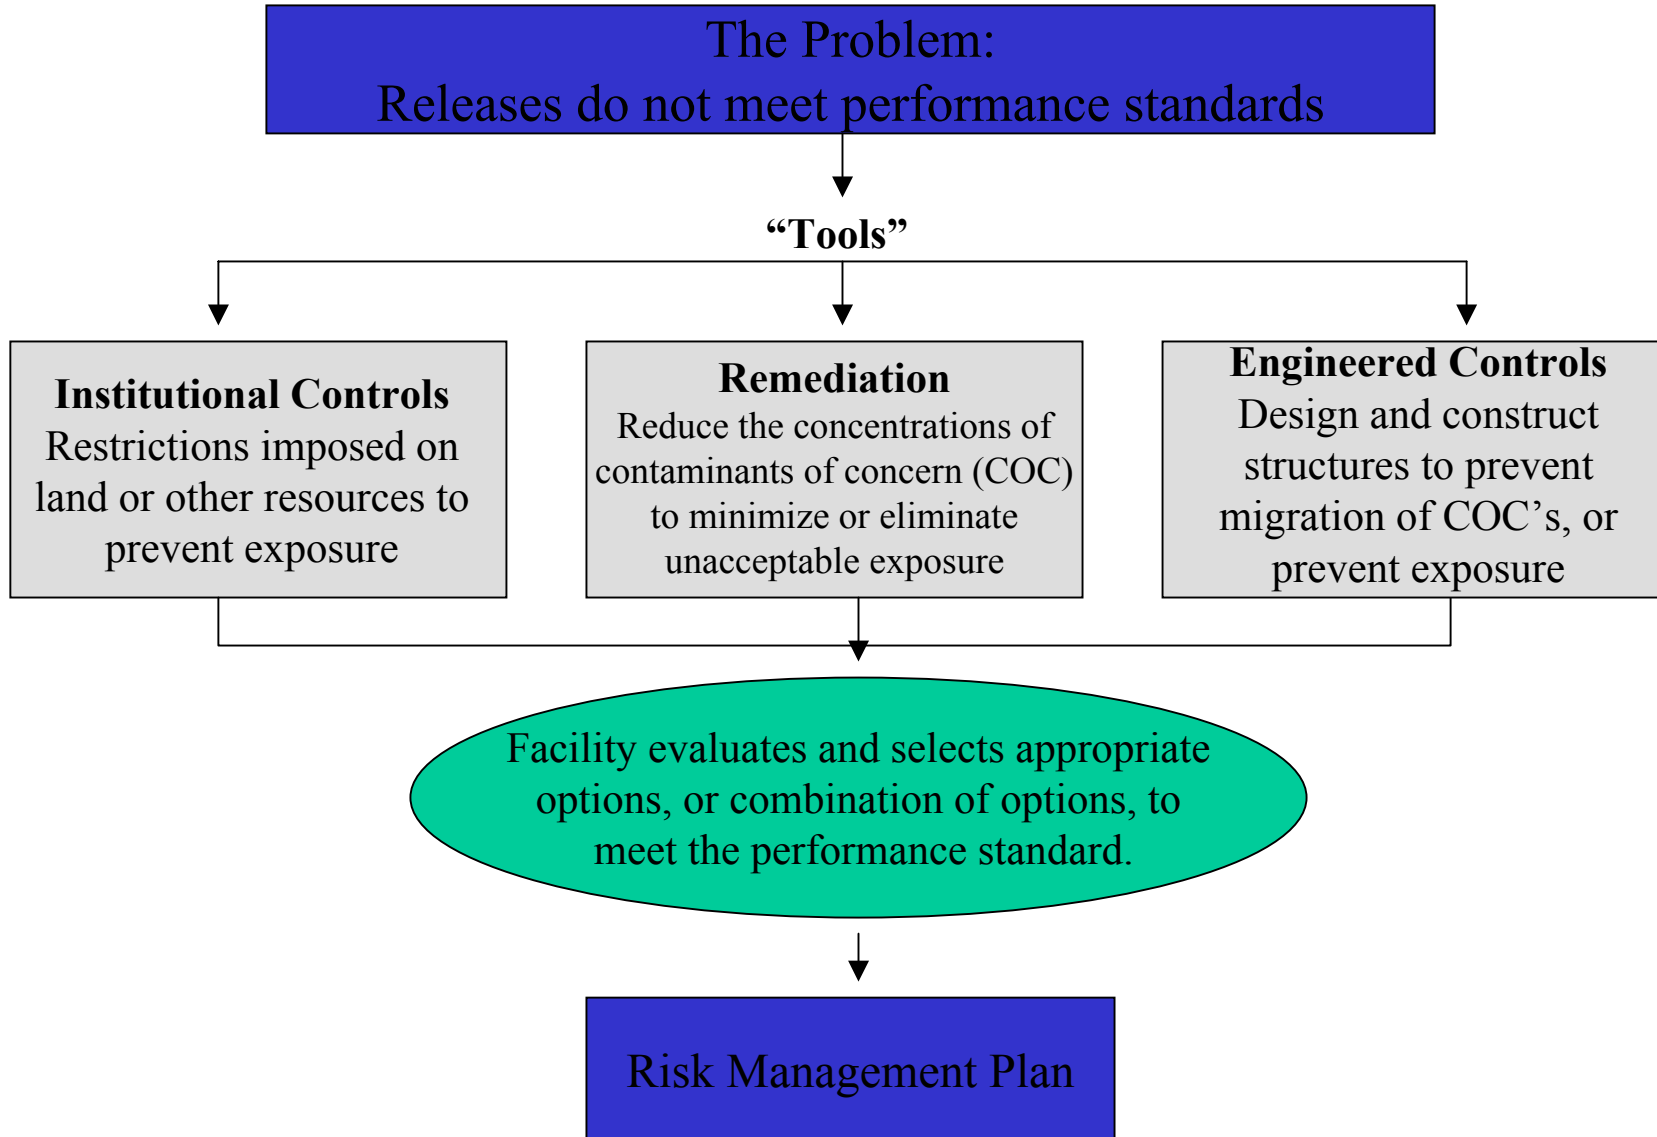 The Problem:
Releases do not meet performance standards
“Tools”
Institutional Controls
Restrictions imposed on
land or other resources to
prevent exposure
Remediation
Reduce the concentrations of
contaminants of concern (COC)
to minimize or eliminate
unacceptable exposure
Engineered Controls
Design and construct
structures to prevent
migration of COC’s, or
prevent exposure
Facility evaluates and selects appropriate
options, or combination of options, to
meet the performance standard.
Risk Management Plan